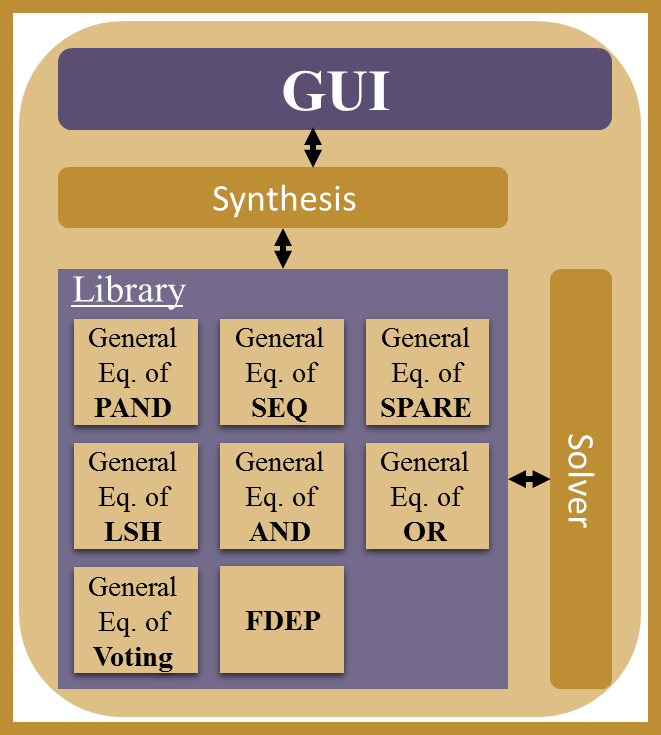 GUI
Synthesis
Library
General
Eq. of
PAND
General
Eq. of
SEQ
General
Eq. of
SPARE
General
Eq. of
LSH
General
Eq. of
AND
General
Eq. of
OR
General
Eq. of
Voting
FDEP
Solver